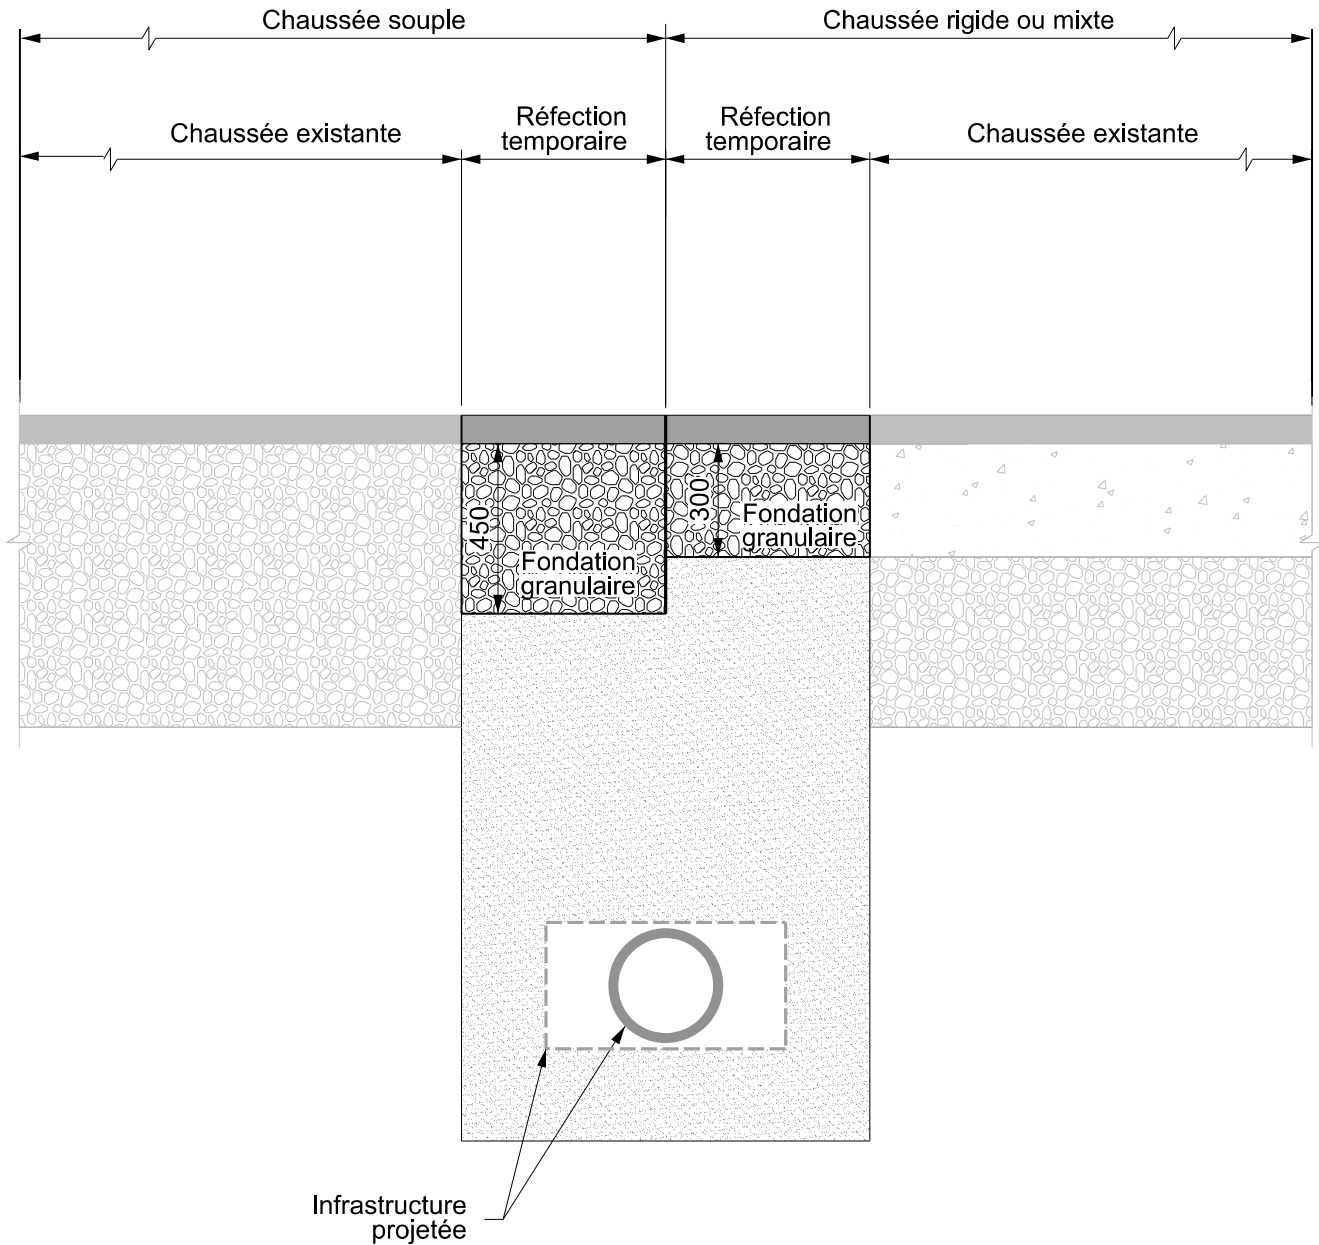 Chaussée souple
Chaussée rigide ou mixte
Chaussée existante
Réfection
temporaire
Réfection
temporaire
Chaussée existante
450
Fondation
granulaire
300
Fondation
granulaire
Infrastructure
projetée